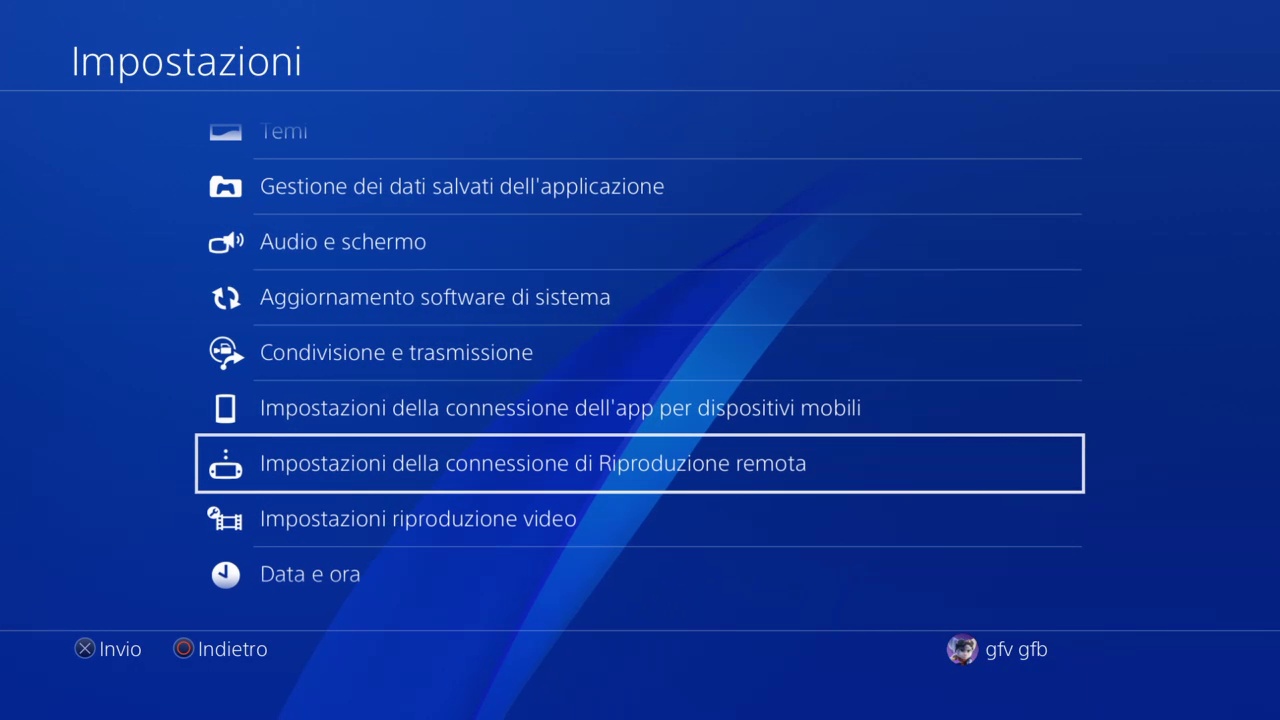 Impostazioni
Temi
Gestione dei dati salvati dell'applicazione
Audio e schermo
Aggiornamento software di sistema
Condivisione e trasmissione
Impostazioni della connessione dell'app per dispositivi mobili
Impostazioni della connessione di Riproduzione remota
Impostazioni riproduzione video
Data e ora
Invio Indietro gfv gfb